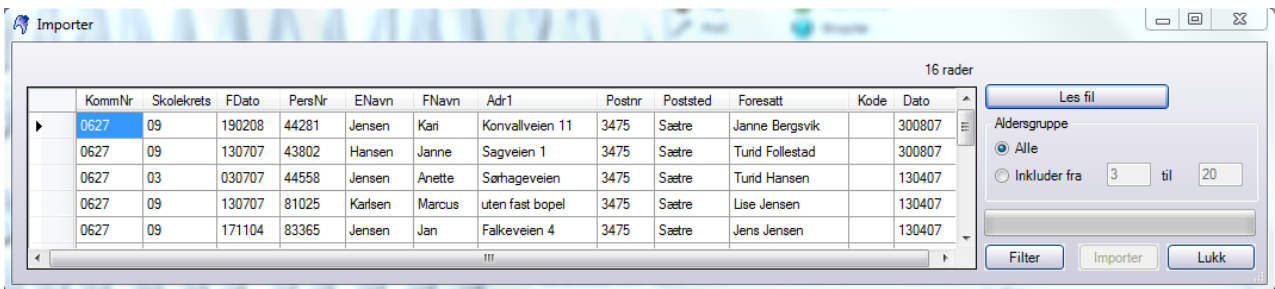 Importer
16 rader
KommNr Skolekrets FDato PersNr ENavn FNavn Adr1 Postnr Poststed Foresatt Kode Dato
0627 09 190208 44281 Jensen Kari Konvallveien 11 3475 Sætre Janne Bergsvik 300807
0627 09 130707 43802 Hansen Janne Sagveien 1 3475 Sætre Turid Follestad 300807
0627 03 030707 44558 Jensen Anette Sørhageveien 3475 Sætre Turid Hansen 130407
0627 09 130707 81025 Karlsen Marcus uten fast bopel 3475 Sætre Lise Jensen 130407
0627 09 171104 83365 Jensen Jan Falkeveien 4 3475 Sætre Jens Jensen 130407
Les fil
Aldersgruppe
Alle
Inkluder fra 3 til 20
Filter Importer Lukk